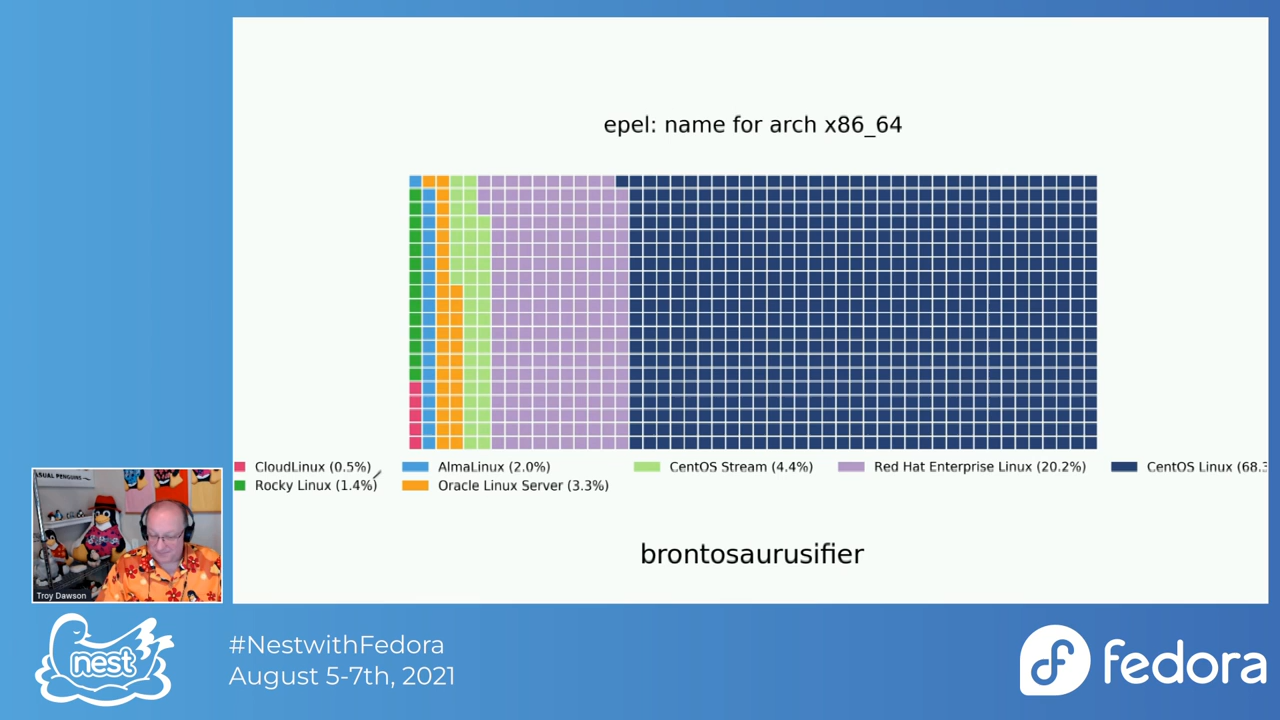 epel: name for arch x86_64
CloudLinux (0.5%) AlmaLinux (2.0%) CentOS Stream (4.4%) Red Hat Enterprise Linux (20.2%) CentOS Linux (68.3
Rocky Linux (1.4%) Oracle Linux Server (3.3%)
brontosaurusifier
Troy Dawson
nest
#NestwithFedora
August 5-7th, 2021
fedora